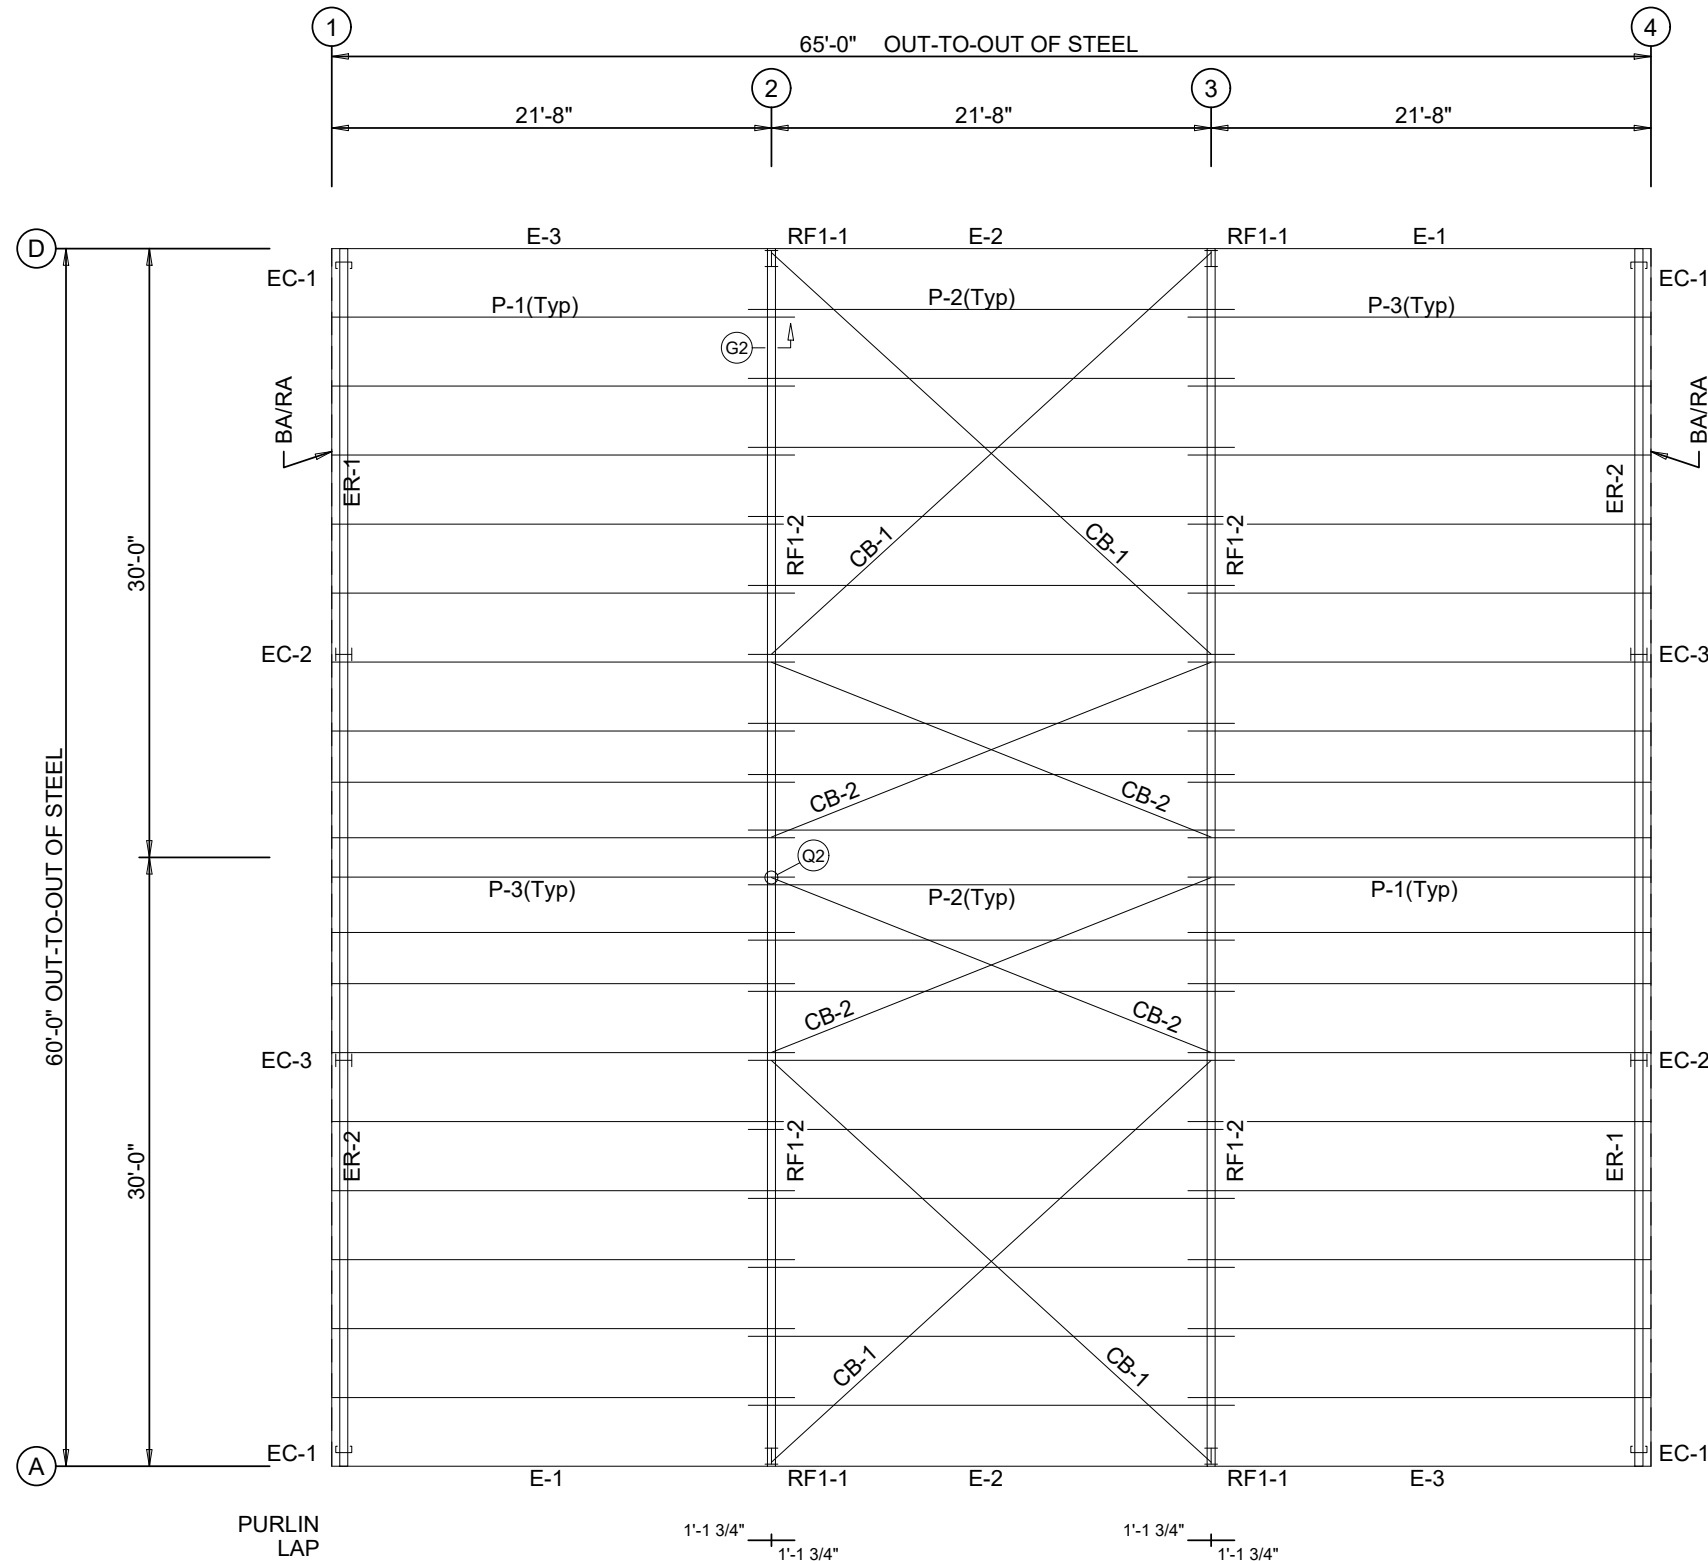 1
4
65'-0" OUT-TO-OUT OF STEEL
2
3
21'-8"
21'-8"
21'-8"
D
E-3
RF1-1
E-2
RF1-1
E-1
EC-1
EC-1
P-1(Typ)
P-2(Typ)
P-3(Typ)
G2
BA/RA
BA/RA
ER-1
ER-2
30'-0"
RF1-2
CB-1
CB-1
RF1-2
EC-2
EC-3
60'-0" OUT-TO-OUT OF STEEL
CB-2
CB-2
Q2
P-3(Typ)
P-2(Typ)
P-1(Typ)
CB-2
CB-2
EC-3
EC-2
30'-0"
ER-2
RF1-2
RF1-2
ER-1
CB-1
CB-1
A
EC-1
EC-1
E-1
RF1-1
E-2
RF1-1
E-3
PURLIN
LAP
1'-1 3/4"
1'-1 3/4"
1'-1 3/4"
1'-1 3/4"